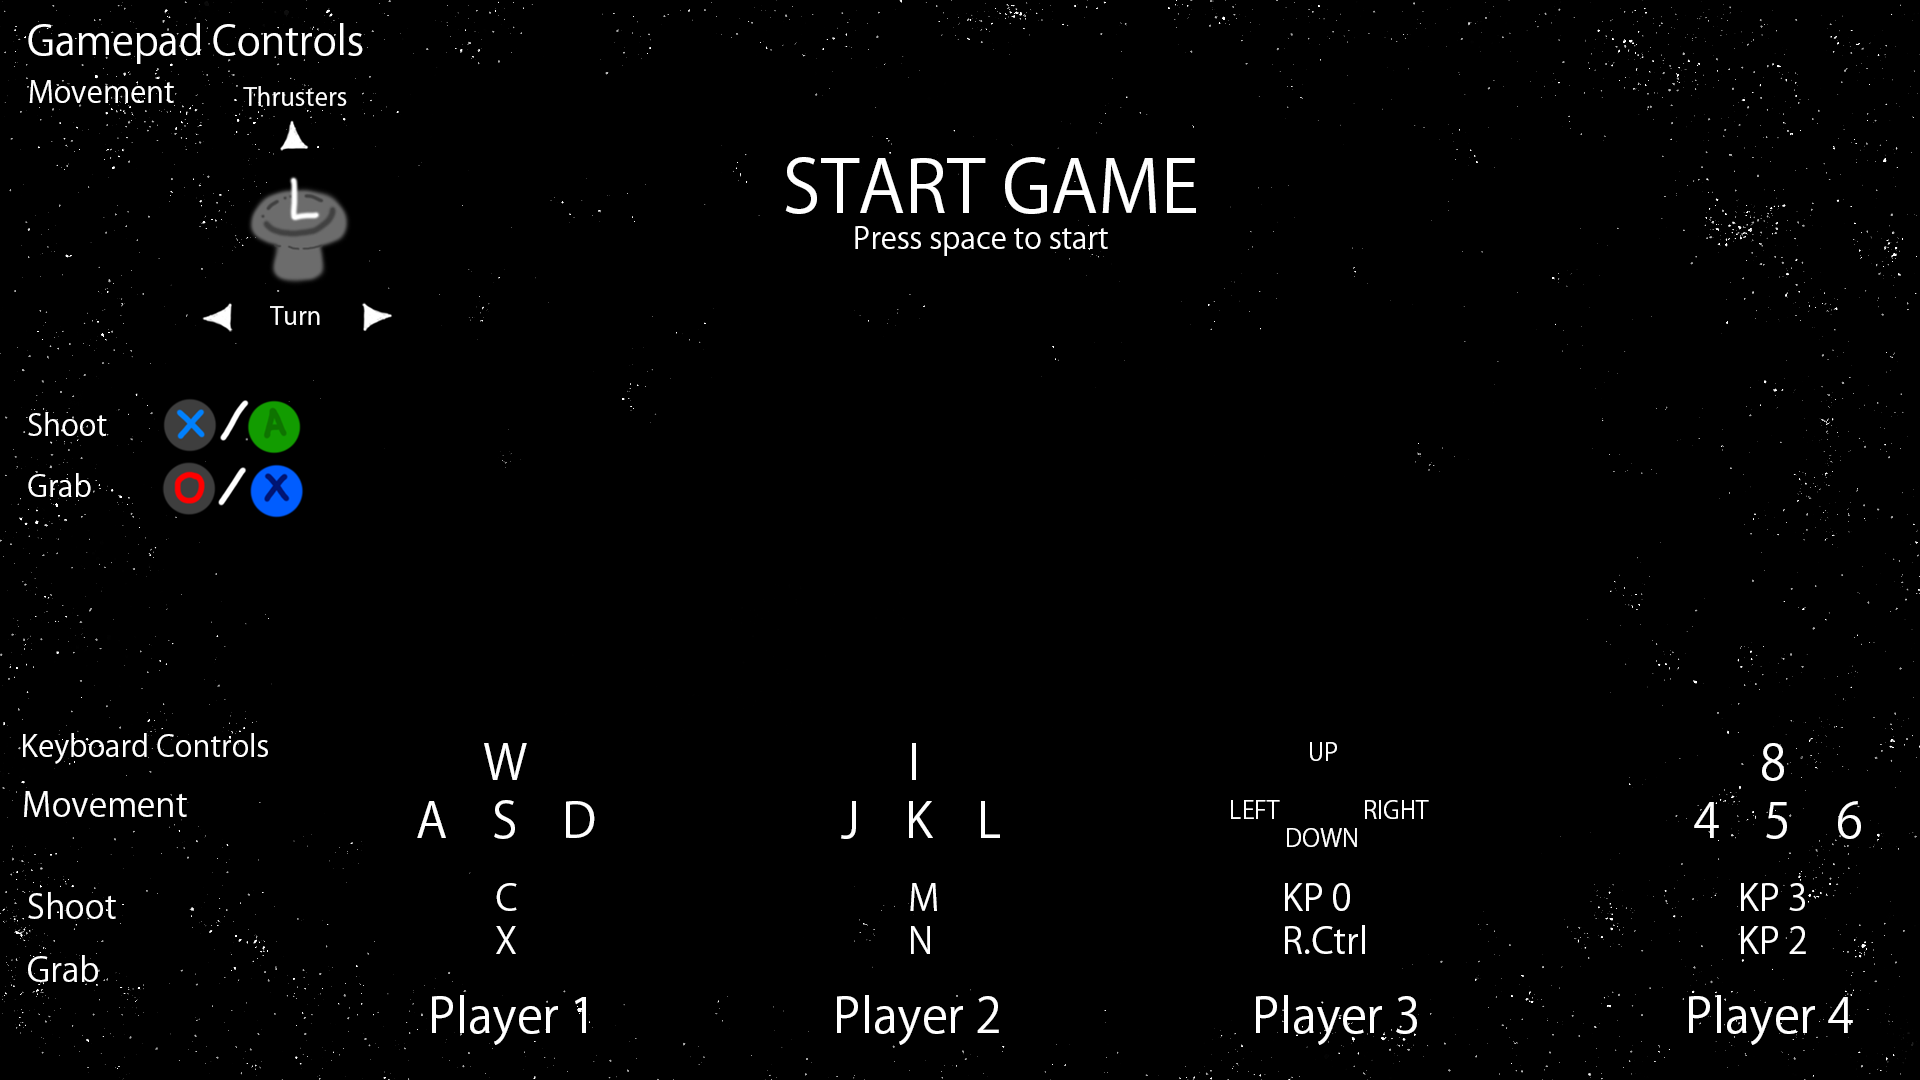 Gamepad Controls
Movement Thrusters
L
Turn
START GAME
Press space to start
Shoot X / A
Grab O / X
Keyboard Controls
Movement
W
A S D
I
J K L
UP
LEFT RIGHT
DOWN
8
4 5 6
Shoot C M KP 0 KP 3
Grab X N R.Ctrl KP 2
Player 1 Player 2 Player 3 Player 4